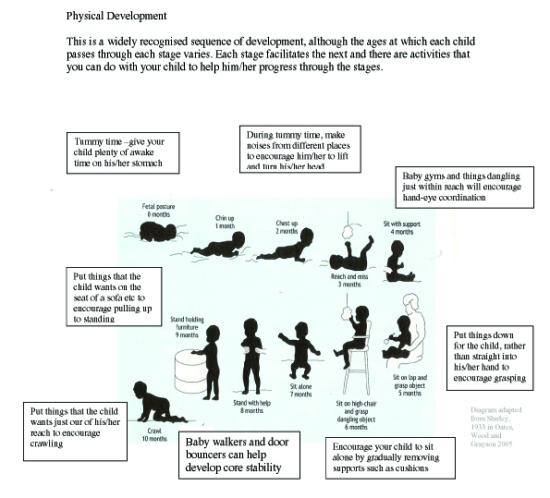 Physical Development
This is a widely recognised sequence of development, although the ages at which each child
passes through each stage varies. Each stage facilitates the next and there are activities that
you can do with your child to help him/her progress through the stages.
Tummy time –give your
child plenty of awake
time on his/her stomach
During tummy time, make
noises from different places
to encourage him/her to lift
and turn his/her head
Baby gyms and things dangling
just within reach will encourage
hand-eye coordination
Fetal posture
0 months
Chin up
1 month
Chest up
2 months
Reach and miss
3 months
Sit with support
4 months
Put things that the
child wants on the
seat of a sofa etc to
encourage pulling up
to standing
Stand holding
furniture
9 months
Stand with help
8 months
Sit alone
7 months
Sit on high-chair
and grasp
dangling object
6 months
Sit on lap and
grasp object
5 months
Put things down
for the child, rather
than straight into
his/her hand to
encourage grasping
Put things that the child
wants just our of his/her
reach to encourage
crawling
Crawl
10 months
Baby walkers and door
bouncers can help
develop core stability
Encourage your child to sit
alone by gradually removing
supports such as cushions
Diagram adapted
from Shirley,
1933 in Oates,
Wood and
Grayson 2005